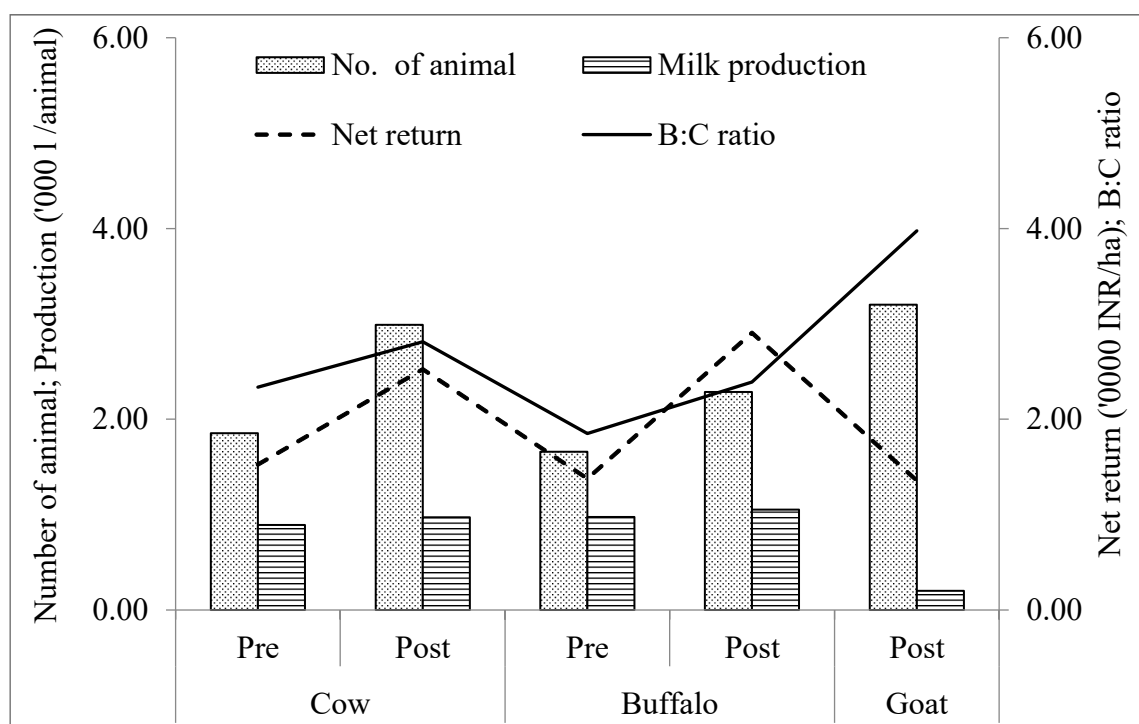 Number of animal; Production ('000 l /animal)
6.00
4.00
2.00
0.00
No. of animal
Milk production
Net return
B:C ratio
6.00
4.00
2.00
0.00
Net return ('0000 INR/ha); B:C ratio
Pre Post Pre Post Post
Cow Buffalo Goat